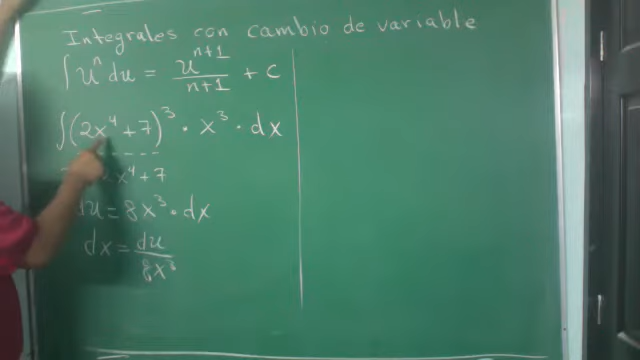 Integrales con cambio de variable
∫ uⁿ du = uⁿ⁺¹/n+1 + c
∫(2x⁴+7)³ · x³ · dx
x⁴+7
du = 8x³ · dx
dx = du/8x³